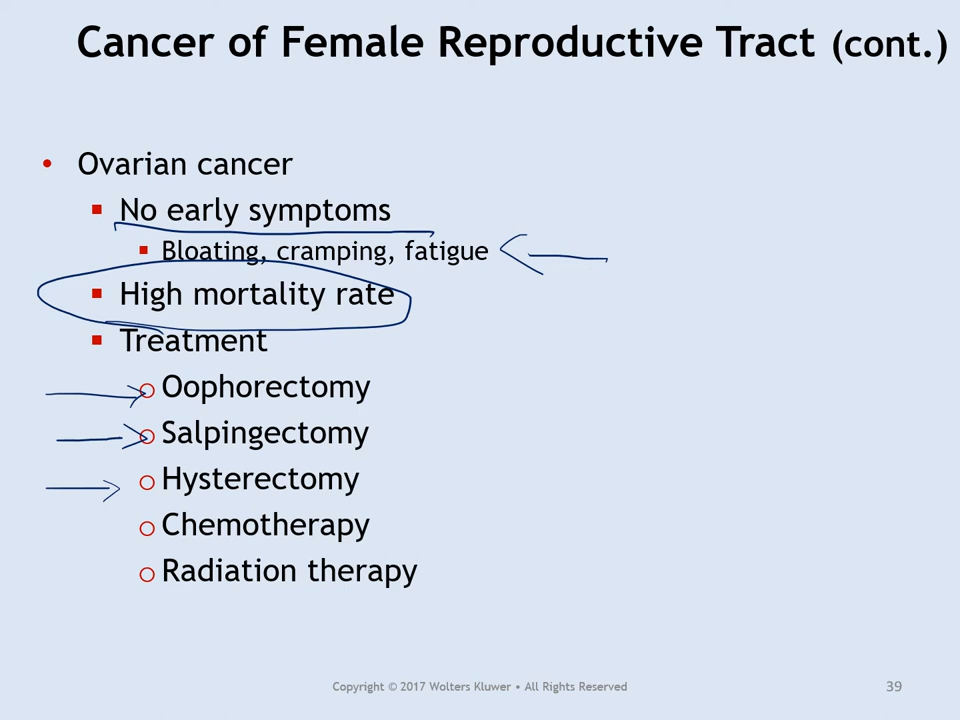 Cancer of Female Reproductive Tract (cont.)
• Ovarian cancer
▪ No early symptoms
▪ Bloating, cramping, fatigue
▪ High mortality rate
▪ Treatment
o Oophorectomy
o Salpingectomy
o Hysterectomy
o Chemotherapy
o Radiation therapy
Copyright © 2017 Wolters Kluwer • All Rights Reserved
39